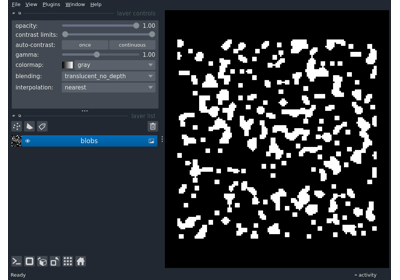 File View Plugins Window Help
layer controls
opacity: 1.00
contrast limits:
auto-contrast: once continuous
gamma: 1.00
colormap: gray
blending: translucent_no_depth
interpolation: nearest
layer list
blobs
Ready
activity